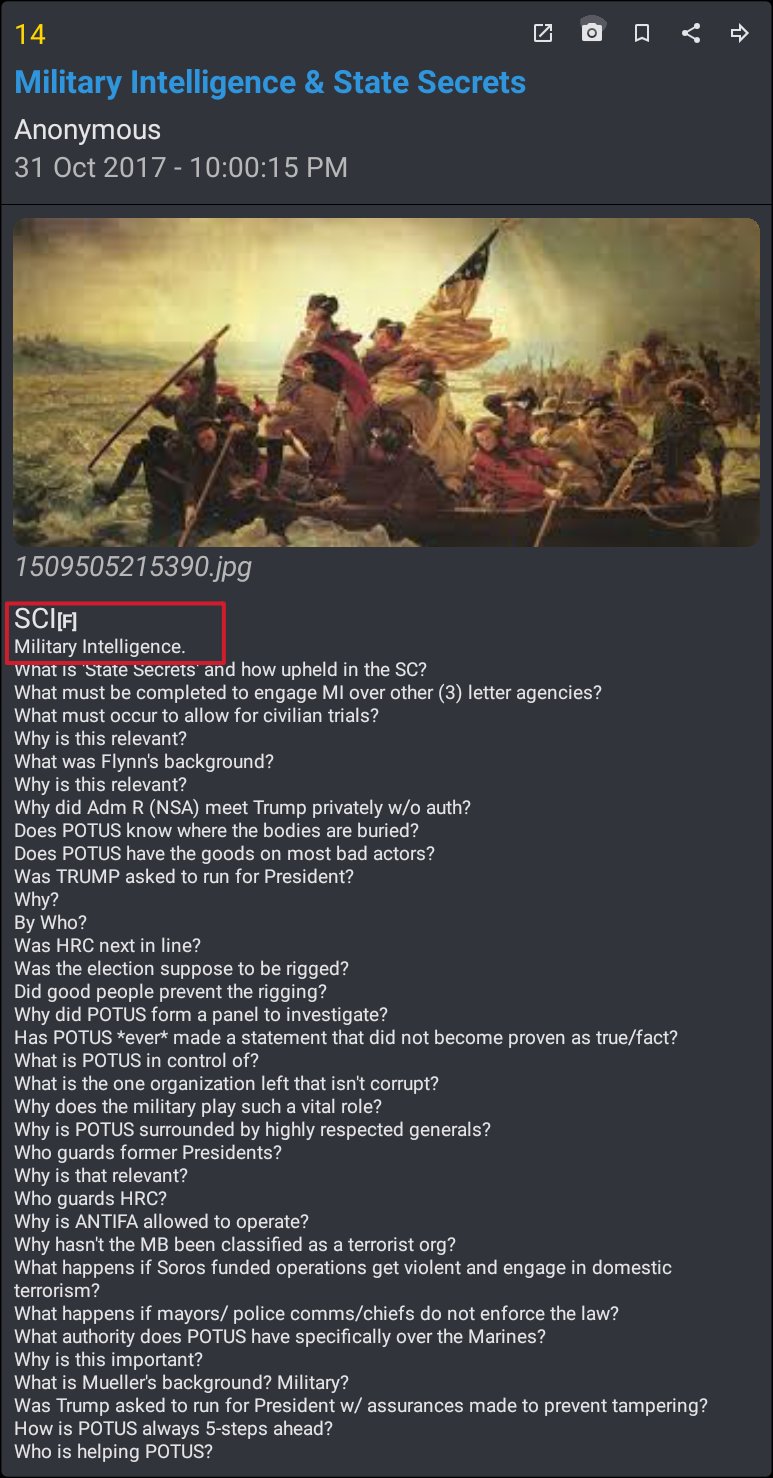 14
Military Intelligence & State Secrets
Anonymous
31 Oct 2017 - 10:00:15 PM
1509505215390.jpg
SCI[F]
Military Intelligence.
What is 'State Secrets' and how upheld in the SC?
What must be completed to engage MI over other (3) letter agencies?
What must occur to allow for civilian trials?
Why is this relevant?
What was Flynn's background?
Why is this relevant?
Why did Adm R (NSA) meet Trump privately w/o auth?
Does POTUS know where the bodies are buried?
Does POTUS have the goods on most bad actors?
Was TRUMP asked to run for President?
Why?
By Who?
Was HRC next in line?
Was the election suppose to be rigged?
Did good people prevent the rigging?
Why did POTUS form a panel to investigate?
Has POTUS *ever* made a statement that did not become proven as true/fact?
What is POTUS in control of?
What is the one organization left that isn't corrupt?
Why does the military play such a vital role?
Why is POTUS surrounded by highly respected generals?
Who guards former Presidents?
Why is that relevant?
Who guards HRC?
Why is ANTIFA allowed to operate?
Why hasn't the MB been classified as a terrorist org?
What happens if Soros funded operations get violent and engage in domestic
terrorism?
What happens if mayors/ police comms/chiefs do not enforce the law?
What authority does POTUS have specifically over the Marines?
Why is this important?
What is Mueller's background? Military?
Was Trump asked to run for President w/ assurances made to prevent tampering?
How is POTUS always 5-steps ahead?
Who is helping POTUS?